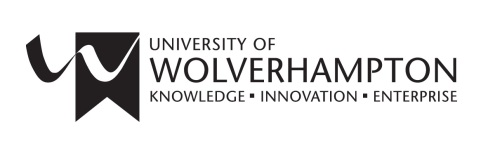 UNIVERSITY OF
WOLVERHAMPTON
KNOWLEDGE ▪ INNOVATION ▪ ENTERPRISE